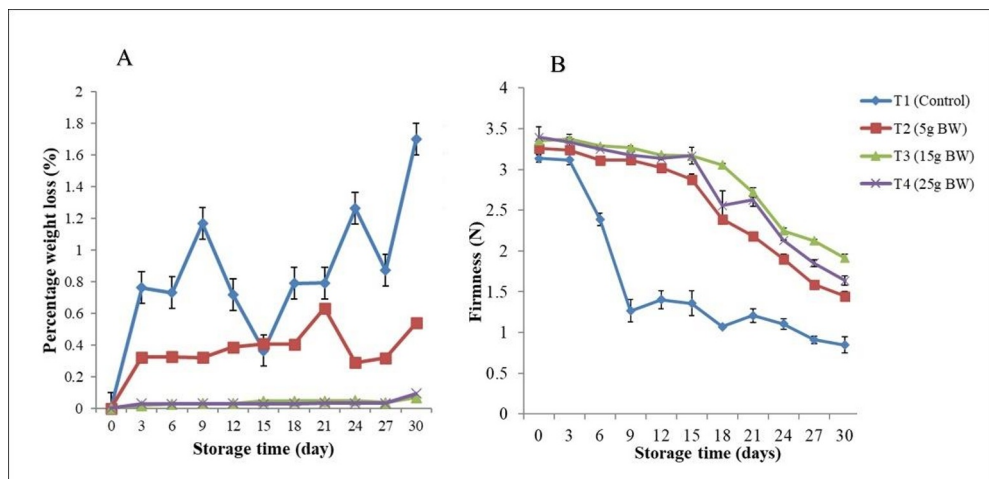 A
Percentage weight loss (%)
2
1.8
1.6
1.4
1.2
1
0.8
0.6
0.4
0.2
0
0 3 6 9 12 15 18 21 24 27 30
Storage time (day)
B
Firmness (N)
4
3.5
3
2.5
2
1.5
1
0.5
0
0 3 6 9 12 15 18 21 24 27 30
Storage time (days)
T1 (Control)
T2 (5g BW)
T3 (15g BW)
T4 (25g BW)